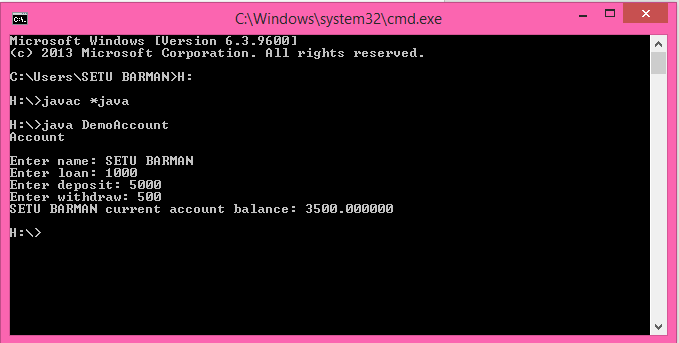 C:\Windows\system32\cmd.exe
Microsoft Windows [Version 6.3.9600]
(c) 2013 Microsoft Corporation. All rights reserved.
C:\Users\SETU BARMAN>H:
H:\>javac *java
H:\>java DemoAccount
Account
Enter name: SETU BARMAN
Enter loan: 1000
Enter deposit: 5000
Enter withdraw: 500
SETU BARMAN current account balance: 3500.000000
H:\>